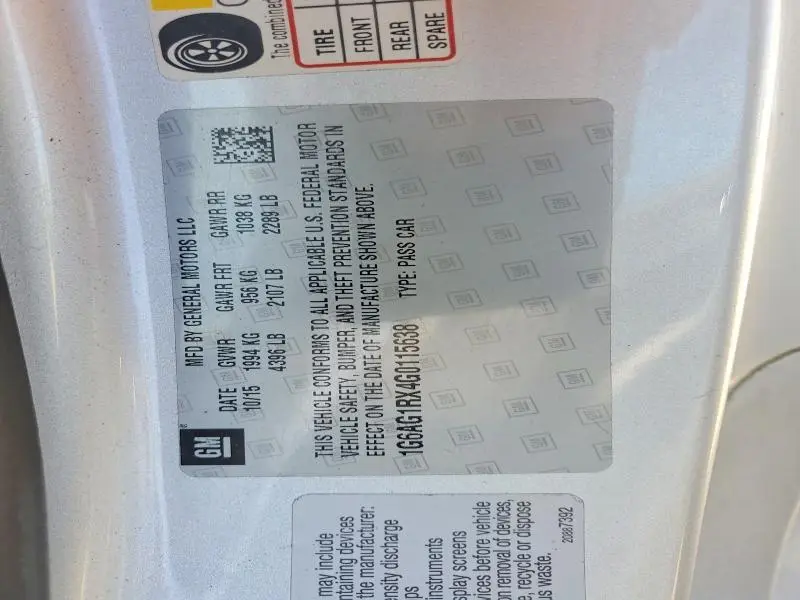 MFD BY GENERAL MOTORS LLC
DATE GVWR GAWR FRT GAWR RR
10/15 1994 KG 956 KG 1038 KG
4396 LB 2107 LB 2289 LB
GM
THIS VEHICLE CONFORMS TO ALL APPLICABLE U.S. FEDERAL MOTOR
VEHICLE SAFETY, BUMPER, AND THEFT PREVENTION STANDARDS IN
EFFECT ON THE DATE OF MANUFACTURE SHOWN ABOVE.
1G6AG1RX4G0115638 TYPE: PASS CAR
The combined
TIRE
FRONT
REAR
SPARE
may include
ntaining devices
the manufacturer:
ensity discharge
ps
instruments
splay screens
vices before vehicle
on removal of devices,
e, recycle or dispose
us waste.
20887392